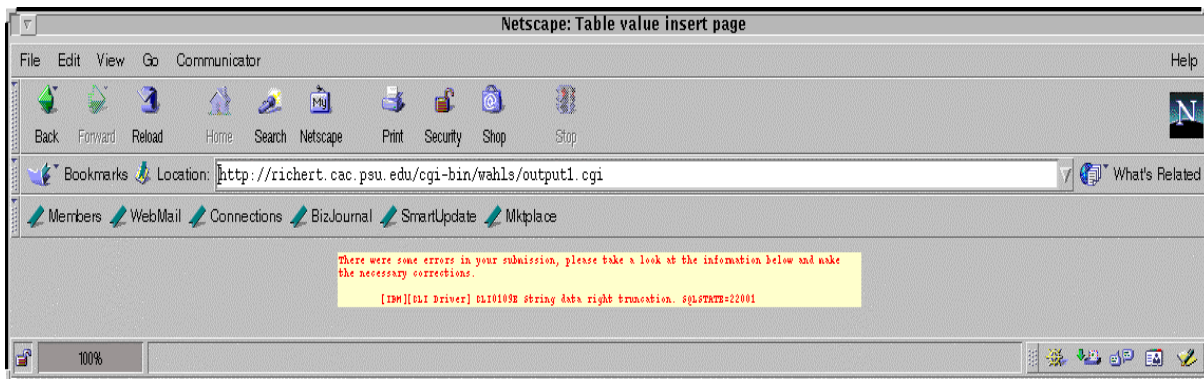 Netscape: Table value insert page
File Edit View Go Communicator Help
My N
Back Forward Reload Home Search Netscape Print Security Shop Stop
Bookmarks Location: http://richert.cac.psu.edu/cgi-bin/wahls/output1.cgi What's Related
Members WebMail Connections BizJournal SmartUpdate Mktplace
There were some errors in your submission, please take a look at the information below and make
the necessary corrections.
[IBM][CLI Driver] CLI0109E String data right truncation. SQLSTATE=22001
100%